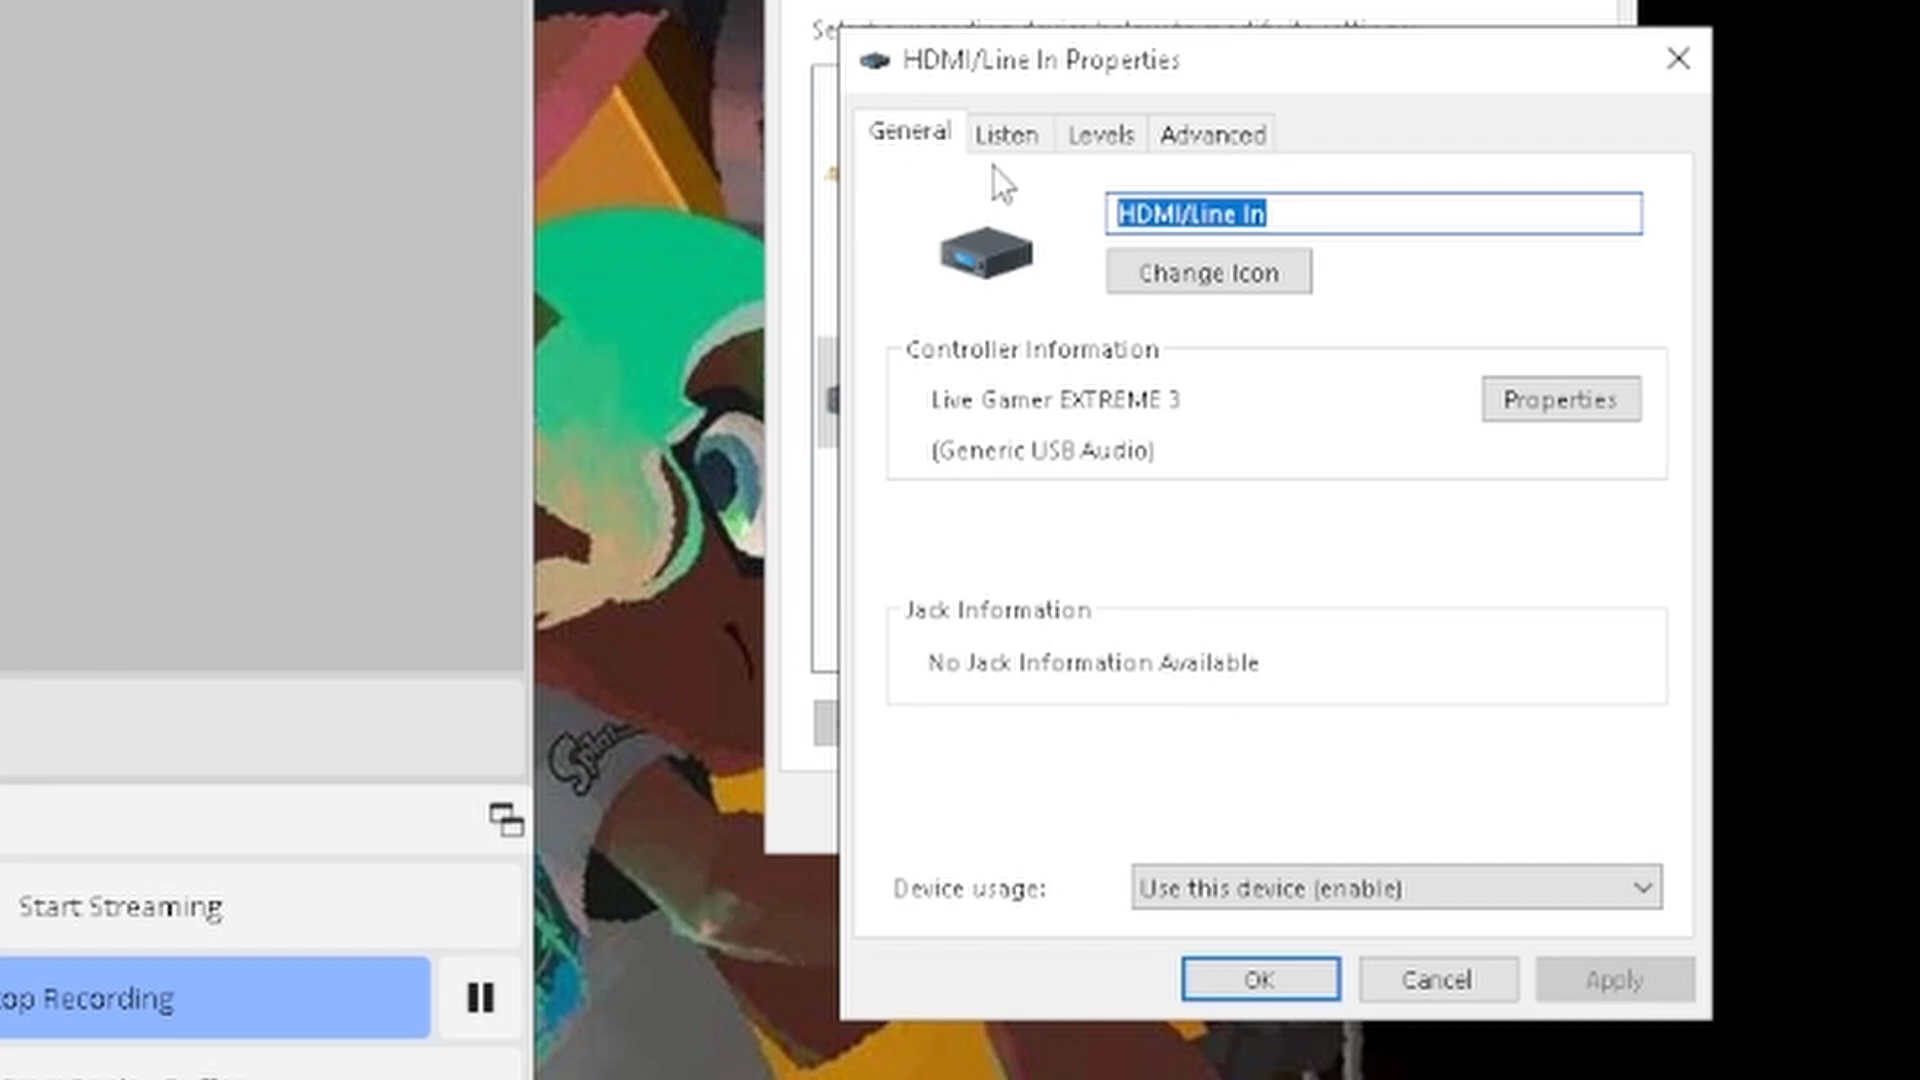 HDMI/Line In Properties
General Listen Levels Advanced
HDMI/Line In
Change Icon
Controller Information
Live Gamer EXTREME 3
Properties
(Generic USB Audio)
Jack Information
No Jack Information Available
Device usage:
Use this device (enable)
OK Cancel Apply
Start Streaming
op Recording